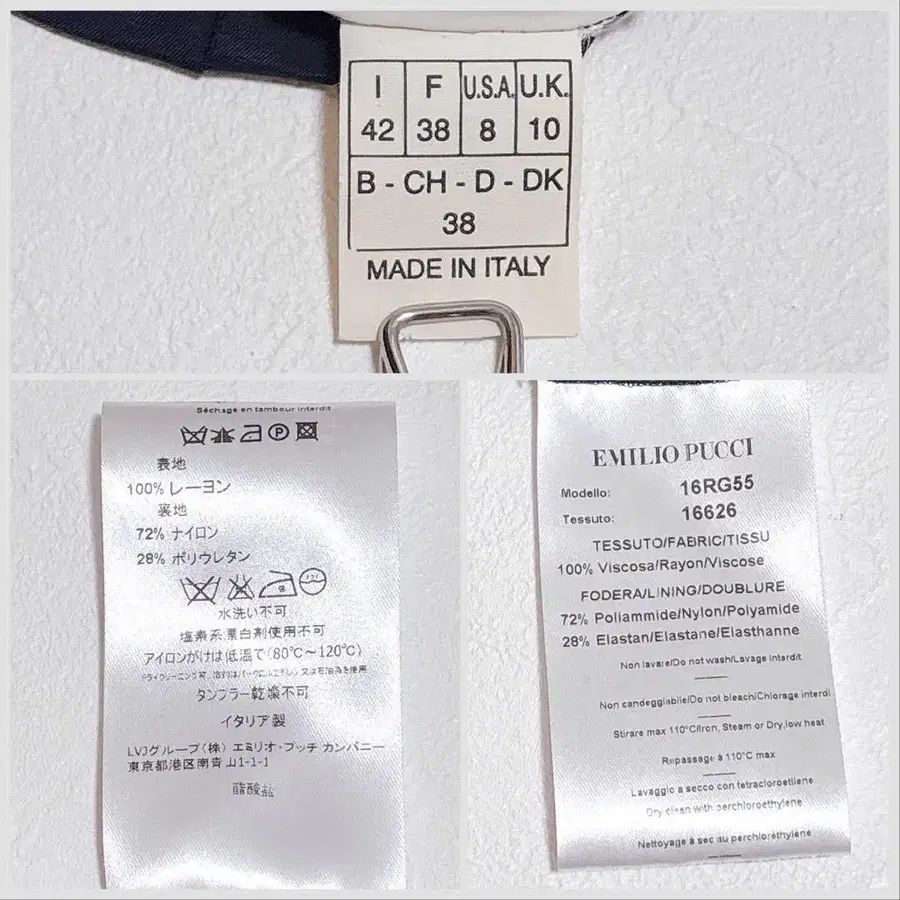 I F U.S.A. U.K.
42 38 8 10
B - CH - D - DK
38
MADE IN ITALY
Séchage en tambour interdit
表地
100% レーヨン
裏地
72% ナイロン
28% ポリウレタン
水洗い不可
塩素系漂白剤使用不可
アイロンがけは低温で(80℃〜120℃)
タンブラー乾燥不可
イタリア製
LVJグループ(株) エミリオ・プッチ カンパニー
東京都港区南青山1-1-1
酢酸盐
EMILIO PUCCI
Modello: 16RG55
Tessuto: 16626
TESSUTO/FABRIC/TISSU
100% Viscosa/Rayon/Viscose
FODERA/LINING/DOUBLURE
72% Poliammide/Nylon/Polyamide
28% Elastan/Elastane/Elasthanne
Non lavare/Do not wash/Lavage interdit
Non candeggiabile/Do not bleach/Chlorage interdi
Stirare max 110°C/Iron, Steam or Dry, low heat
Repassage à 110°C max
Lavaggio a secco con tetracloroetilene
Dry clean with perchloroethylene
Nettoyage à sec au perchloréthylène